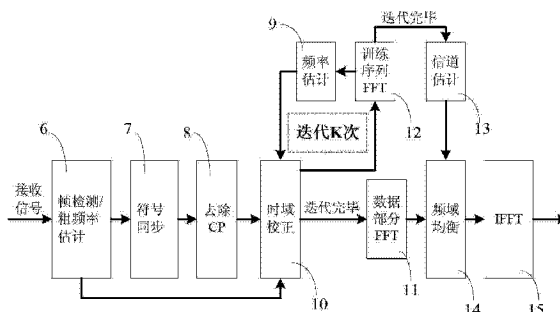 迭代完毕
9
频率
估计
训练
序列
FFT
信道
估计
12
13
迭代K次
6
7
8
接收
信号
帧检测/
粗频率
估计
符号
同步
去除
CP
时域
校正
迭代完毕
数据
部分
FFT
频域
均衡
IFFT
10
11
14
15